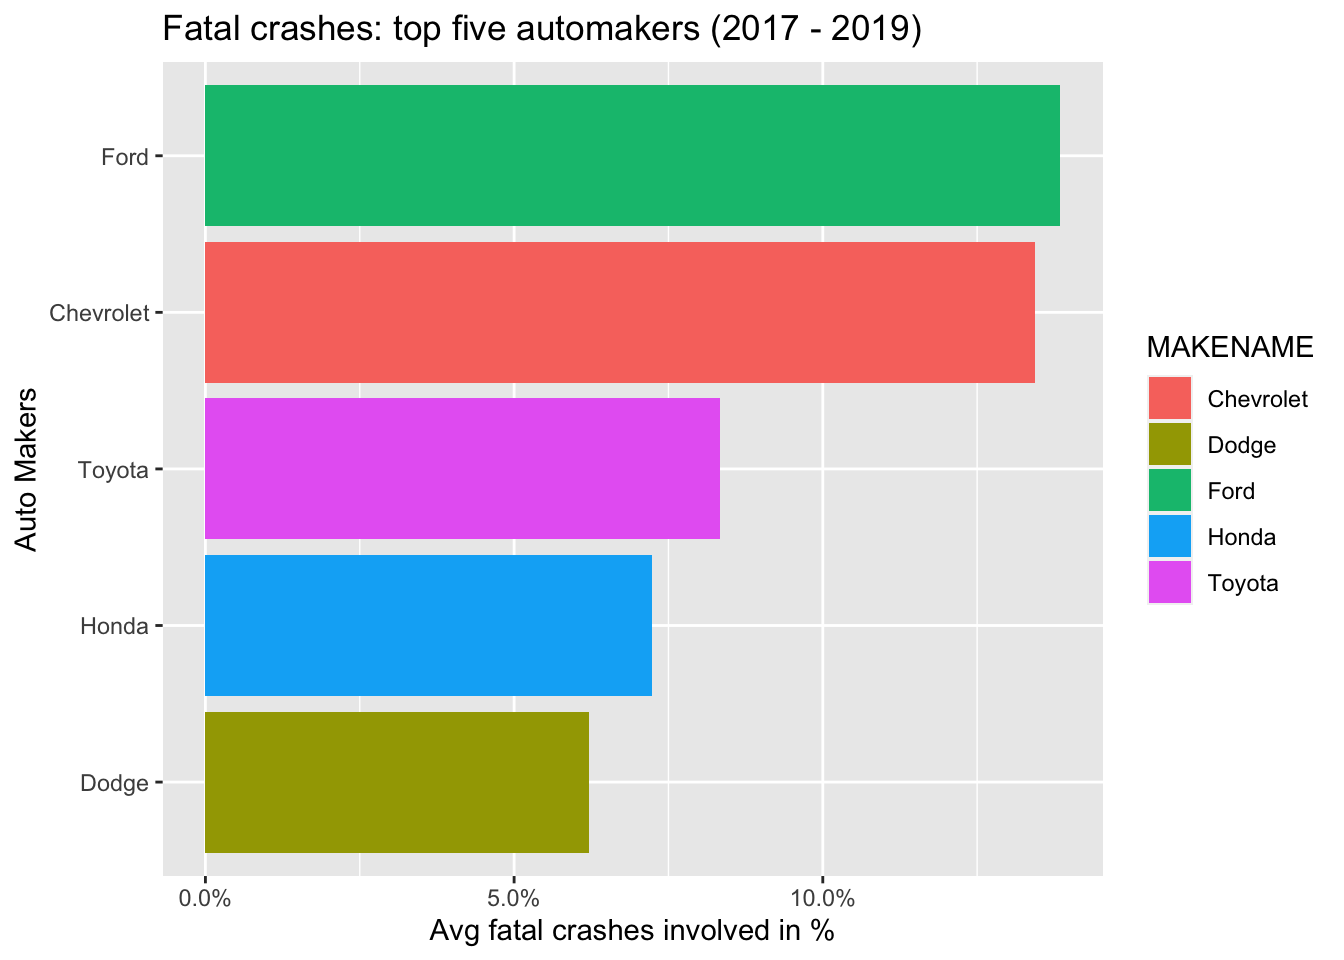 Fatal crashes: top five automakers (2017 - 2019)
Auto Makers
Ford
Chevrolet
Toyota
Honda
Dodge
0.0% 5.0% 10.0%
Avg fatal crashes involved in %
MAKENAME
Chevrolet
Dodge
Ford
Honda
Toyota